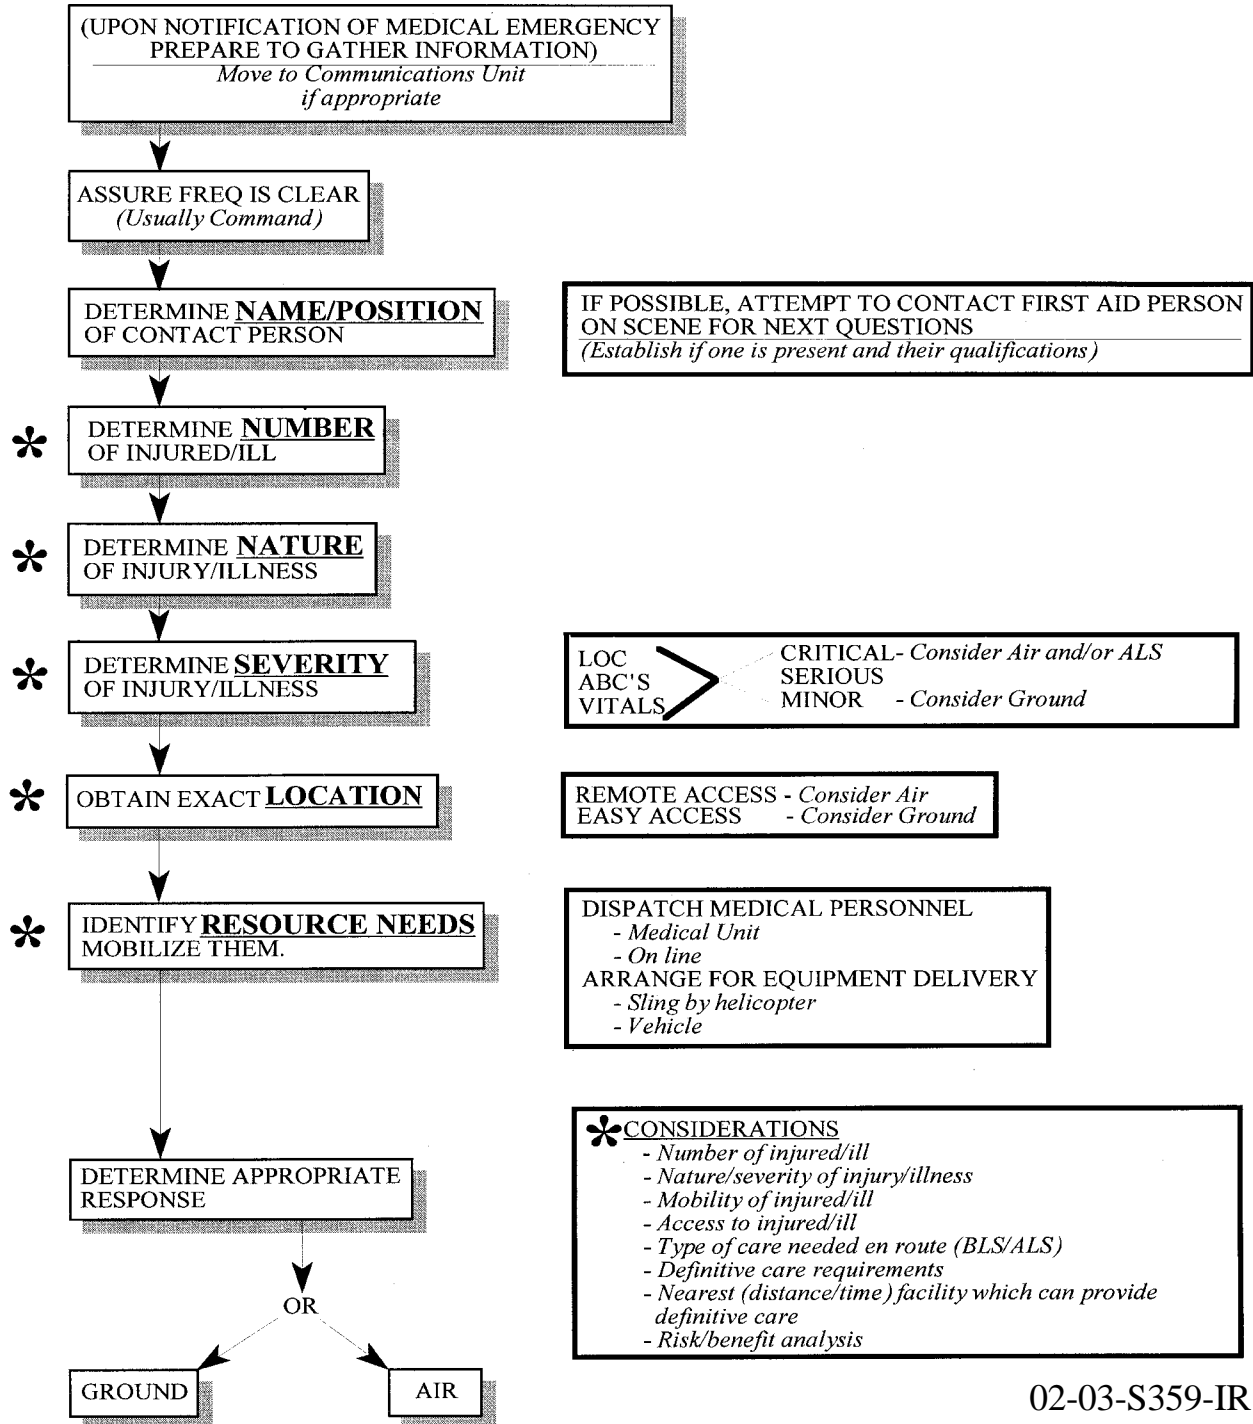 (UPON NOTIFICATION OF MEDICAL EMERGENCY
PREPARE TO GATHER INFORMATION)
Move to Communications Unit
if appropriate
ASSURE FREQ IS CLEAR
(Usually Command)
DETERMINE NAME/POSITION
OF CONTACT PERSON
IF POSSIBLE, ATTEMPT TO CONTACT FIRST AID PERSON
ON SCENE FOR NEXT QUESTIONS
(Establish if one is present and their qualifications)
* DETERMINE NUMBER
OF INJURED/ILL
* DETERMINE NATURE
OF INJURY/ILLNESS
* DETERMINE SEVERITY
OF INJURY/ILLNESS
LOC
ABC'S
VITALS
CRITICAL- Consider Air and/or ALS
SERIOUS
MINOR - Consider Ground
* OBTAIN EXACT LOCATION
REMOTE ACCESS - Consider Air
EASY ACCESS - Consider Ground
* IDENTIFY RESOURCE NEEDS
MOBILIZE THEM.
DISPATCH MEDICAL PERSONNEL
- Medical Unit
- On line
ARRANGE FOR EQUIPMENT DELIVERY
- Sling by helicopter
- Vehicle
DETERMINE APPROPRIATE
RESPONSE
* CONSIDERATIONS
- Number of injured/ill
- Nature/severity of injury/illness
- Mobility of injured/ill
- Access to injured/ill
- Type of care needed en route (BLS/ALS)
- Definitive care requirements
- Nearest (distance/time) facility which can provide
definitive care
- Risk/benefit analysis
OR
GROUND
AIR
02-03-S359-IR